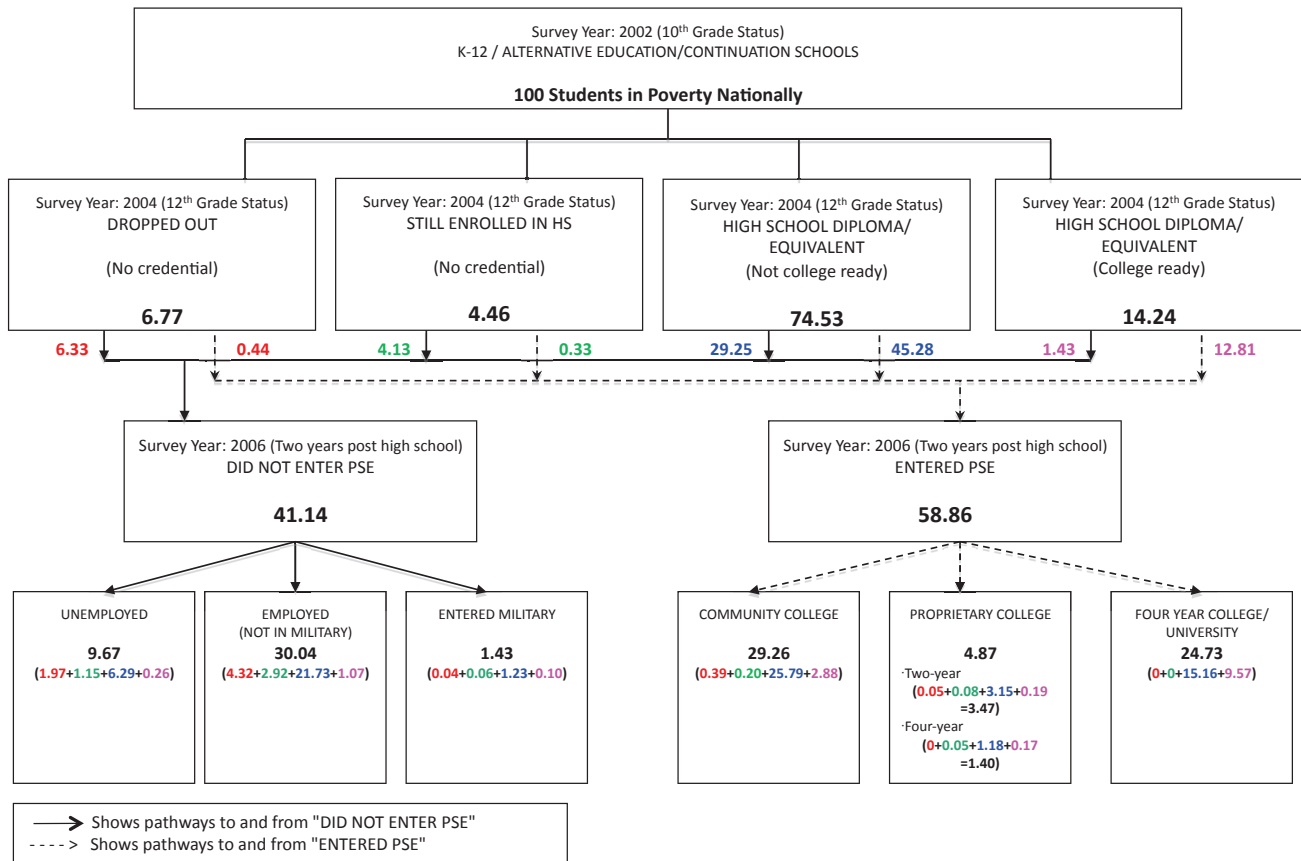 Survey Year: 2002 (10th Grade Status)
K-12 / ALTERNATIVE EDUCATION/CONTINUATION SCHOOLS
100 Students in Poverty Nationally
Survey Year: 2004 (12th Grade Status)
DROPPED OUT
(No credential)
6.77
Survey Year: 2004 (12th Grade Status)
STILL ENROLLED IN HS
(No credential)
4.46
Survey Year: 2004 (12th Grade Status)
HIGH SCHOOL DIPLOMA/
EQUIVALENT
(Not college ready)
74.53
Survey Year: 2004 (12th Grade Status)
HIGH SCHOOL DIPLOMA/
EQUIVALENT
(College ready)
14.24
6.33 0.44 4.13 0.33 29.25 45.28 1.43 12.81
Survey Year: 2006 (Two years post high school)
DID NOT ENTER PSE
41.14
Survey Year: 2006 (Two years post high school)
ENTERED PSE
58.86
UNEMPLOYED
9.67
(1.97+1.15+6.29+0.26)
EMPLOYED
(NOT IN MILITARY)
30.04
(4.32+2.92+21.73+1.07)
ENTERED MILITARY
1.43
(0.04+0.06+1.23+0.10)
COMMUNITY COLLEGE
29.26
(0.39+0.20+25.79+2.88)
PROPRIETARY COLLEGE
4.87
·Two-year
(0.05+0.08+3.15+0.19
=3.47)
·Four-year
(0+0.05+1.18+0.17
=1.40)
FOUR YEAR COLLEGE/
UNIVERSITY
24.73
(0+0+15.16+9.57)
Shows pathways to and from "DID NOT ENTER PSE"
Shows pathways to and from "ENTERED PSE"